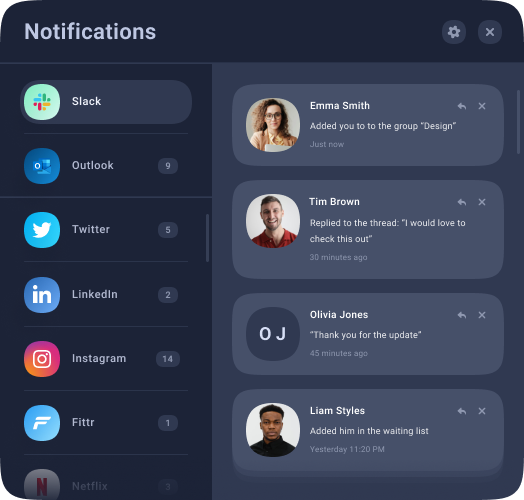 Notifications
Slack
Outlook
9
Twitter
5
LinkedIn
2
Instagram
14
Fittr
1
Netflix
3
Emma Smith
Added you to to the group “Design”
Just now
Tim Brown
Replied to the thread: “I would love to
check this out”
30 minutes ago
O J
Olivia Jones
“Thank you for the update”
45 minutes ago
Liam Styles
Added him in the waiting list
Yesterday 11:20 PM